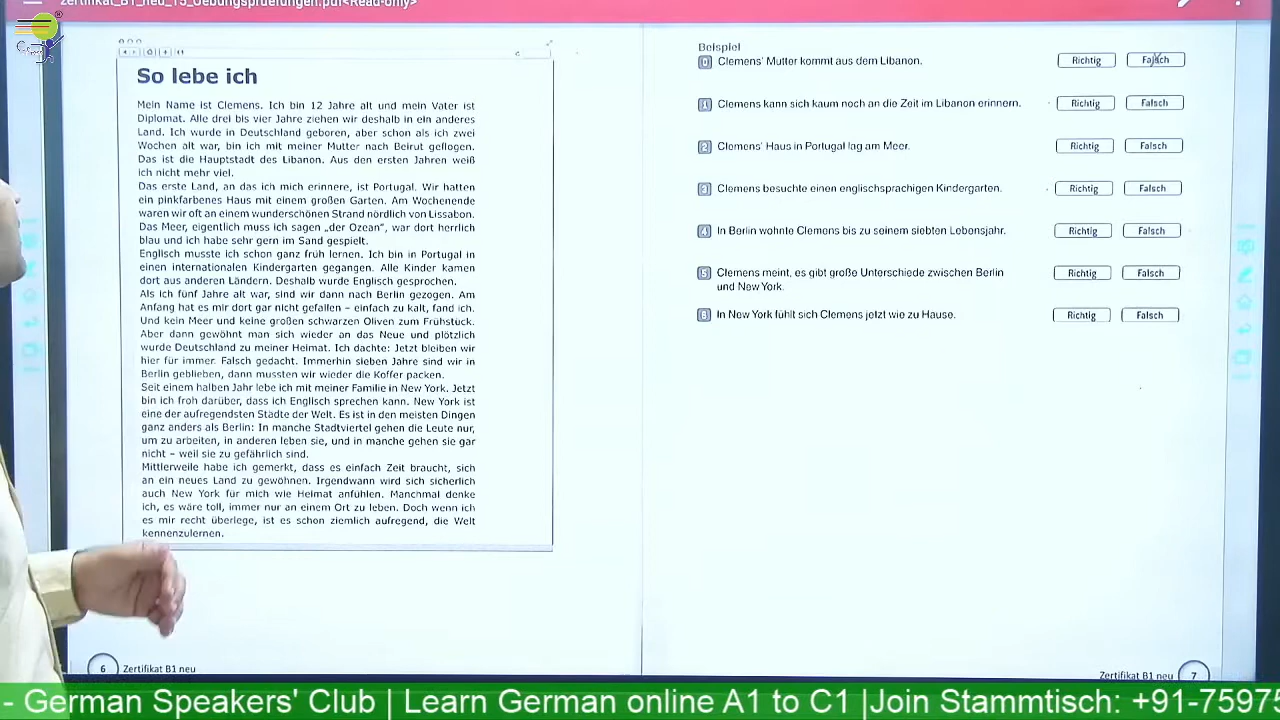 Zertifikat_B1_neu_15_Uebungspruefungen.pdf<Read-only>
So lebe ich
Mein Name ist Clemens. Ich bin 12 Jahre alt und mein Vater ist
Diplomat. Alle drei bis vier Jahre ziehen wir deshalb in ein anderes
Land. Ich wurde in Deutschland geboren, aber schon als ich zwei
Wochen alt war, bin ich mit meiner Mutter nach Beirut geflogen.
Das ist die Hauptstadt des Libanon. Aus den ersten Jahren weiß
ich nicht mehr viel.
Das erste Land, an das ich mich erinnere, ist Portugal. Wir hatten
ein pinkfarbenes Haus mit einem großen Garten. Am Wochenende
waren wir oft an einem wunderschönen Strand nördlich von Lissabon.
Das Meer, eigentlich muss ich sagen „der Ozean“, war dort herrlich
blau und ich habe sehr gern im Sand gespielt.
Englisch musste ich schon ganz früh lernen. Ich bin in Portugal in
einen internationalen Kindergarten gegangen. Alle Kinder kamen
dort aus anderen Ländern. Deshalb wurde Englisch gesprochen.
Als ich fünf Jahre alt war, sind wir dann nach Berlin gezogen. Am
Anfang hat es mir dort gar nicht gefallen – einfach zu kalt, fand ich.
Und kein Meer und keine großen schwarzen Oliven zum Frühstück.
Aber dann gewöhnt man sich wieder an das Neue und plötzlich
wurde Deutschland zu meiner Heimat. Ich dachte: Jetzt bleiben wir
hier für immer. Falsch gedacht. Immerhin sieben Jahre sind wir in
Berlin geblieben, dann mussten wir wieder die Koffer packen.
Seit einem halben Jahr lebe ich mit meiner Familie in New York. Jetzt
bin ich froh darüber, dass ich Englisch sprechen kann. New York ist
eine der aufregendsten Städte der Welt. Es ist in den meisten Dingen
ganz anders als Berlin: In manche Stadtviertel gehen die Leute nur,
um zu arbeiten, in anderen leben sie, und in manche gehen sie gar
nicht – weil sie zu gefährlich sind.
Mittlerweile habe ich gemerkt, dass es einfach Zeit braucht, sich
an ein neues Land zu gewöhnen. Irgendwann wird sich sicherlich
auch New York für mich wie Heimat anfühlen. Manchmal denke
ich, es wäre toll, immer nur an einem Ort zu leben. Doch wenn ich
es mir recht überlege, ist es schon ziemlich aufregend, die Welt
kennenzulernen.
6 Zertifikat B1 neu
Beispiel
0 Clemens' Mutter kommt aus dem Libanon. Richtig Falsch
1 Clemens kann sich kaum noch an die Zeit im Libanon erinnern. Richtig Falsch
2 Clemens' Haus in Portugal lag am Meer. Richtig Falsch
3 Clemens besuchte einen englischsprachigen Kindergarten. Richtig Falsch
4 In Berlin wohnte Clemens bis zu seinem siebten Lebensjahr. Richtig Falsch
5 Clemens meint, es gibt große Unterschiede zwischen Berlin Richtig Falsch
und New York.
6 In New York fühlt sich Clemens jetzt wie zu Hause. Richtig Falsch
Zertifikat B1 neu 7
- German Speakers' Club | Learn German online A1 to C1 |Join Stammtisch: +91-75975